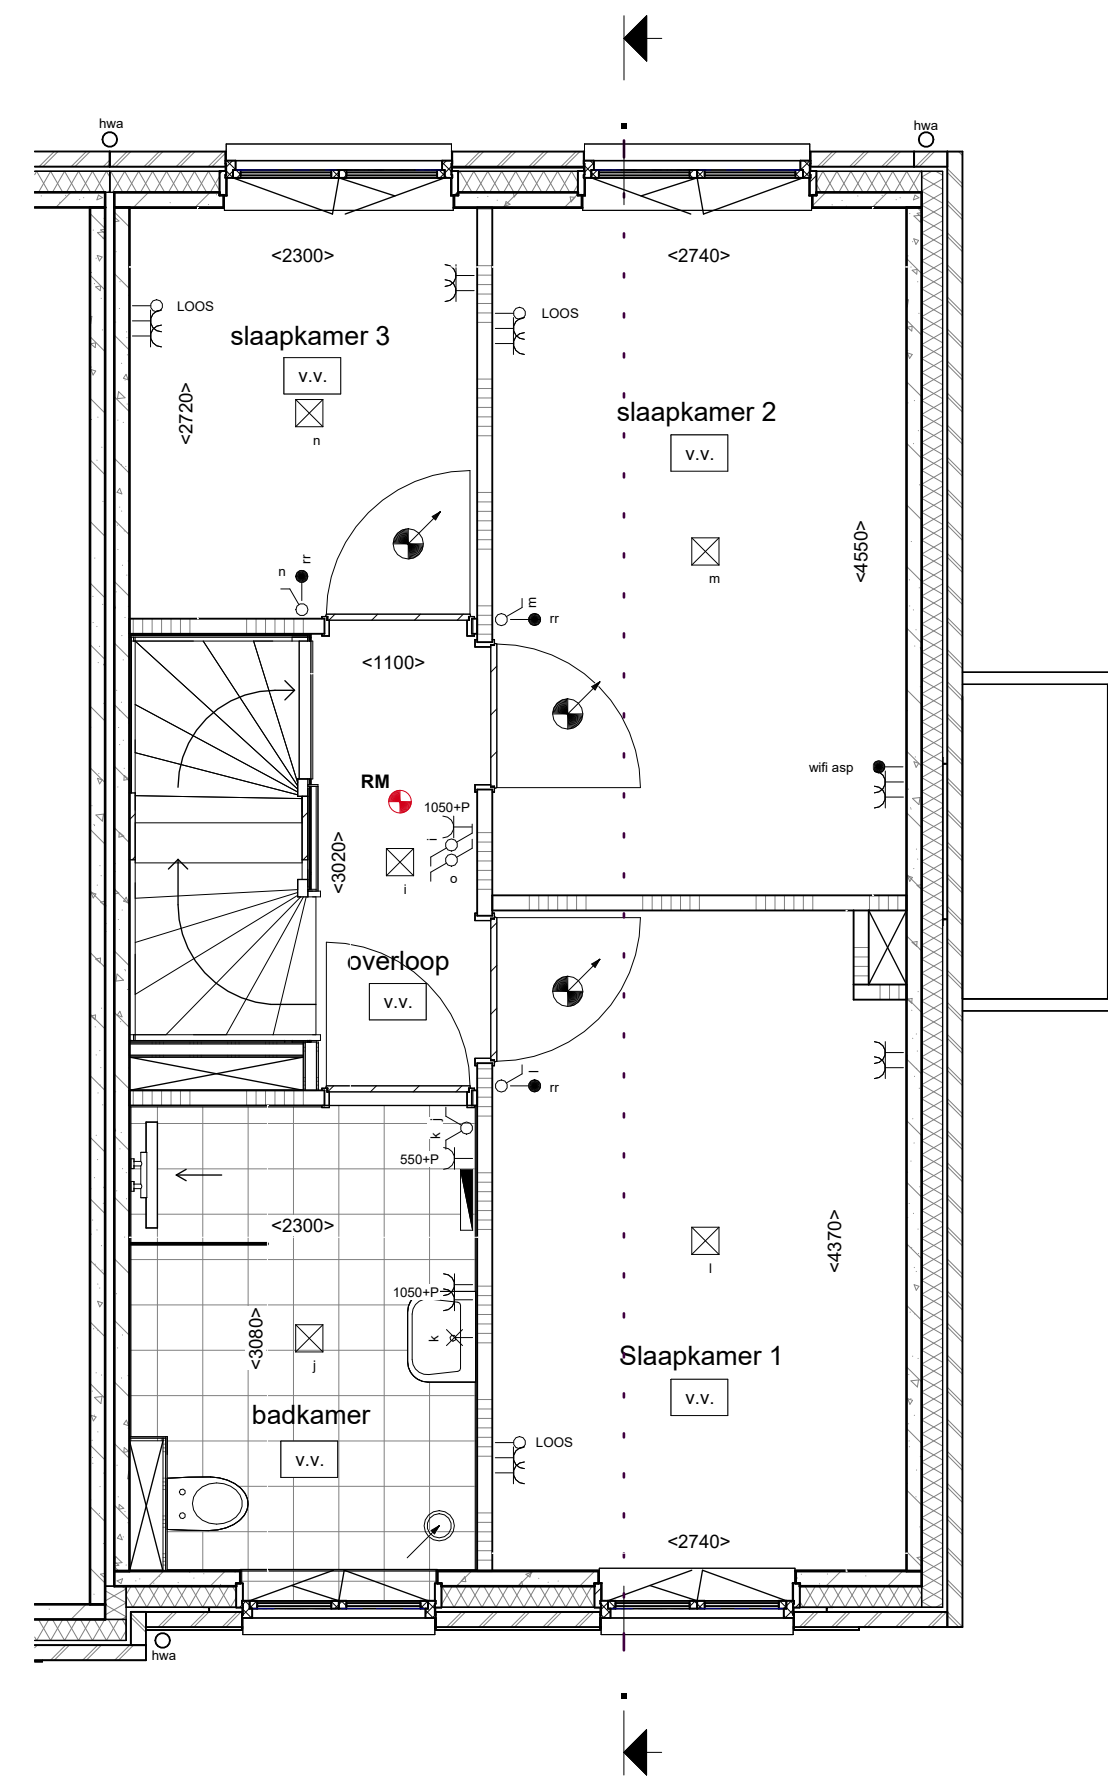 hwa
hwa
<2300>
<2740>
LOOS
LOOS
slaapkamer 3
v.v.
<2720>
n
slaapkamer 2
v.v.
<4550>
m
rr
n
m
rr
<1100>
RM
wifi asp
1050+P
i
<3020>
i
o
overloop
v.v.
l
rr
j
k
550+P
<2300>
<4370>
l
1050+P
k
<3080>
j
Slaapkamer 1
v.v.
badkamer
v.v.
LOOS
<2740>
hwa